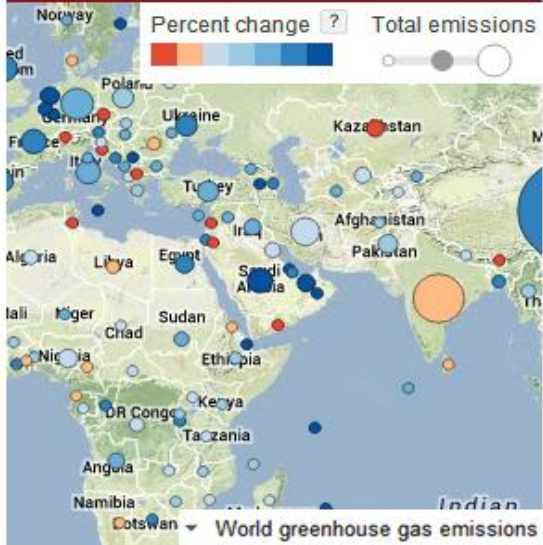 Norway
Percent change ? Total emissions
Poland
Germany
Ukraine
France
Kazakhstan
Turkey
Afghanistan
Iraq
Pakistan
Algeria
Libya
Egypt
Saudi
Arabia
Mali Niger
Sudan
Chad
Nigeria
Ethiopia
DR Congo Kenya
Tanzania
Angola
Namibia
Botswana
Indian
World greenhouse gas emissions